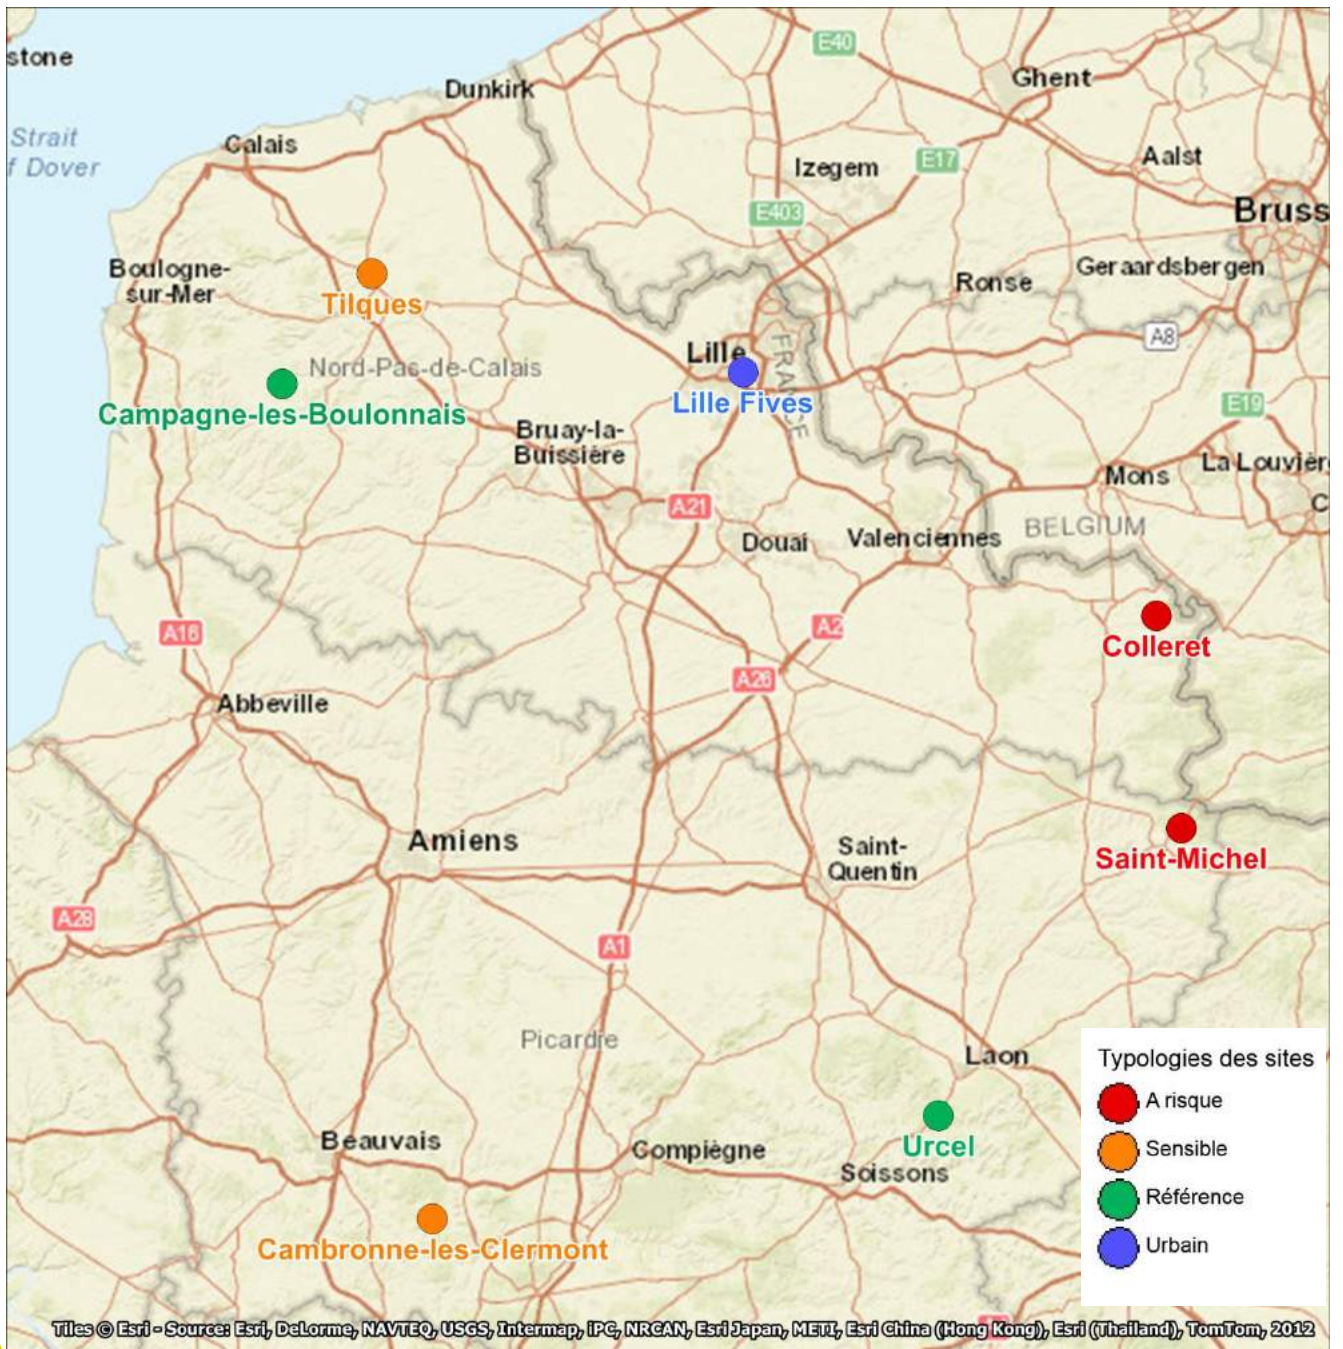 E40
stone
Ghent
Dunkirk
Strait
f Dover
Calais
Izegem
E17
Aalst
E403
Bruss
Boulogne-
sur-Mer
Geraardsbergen
Ronse
Tilques
Nord-Pas-de-Calais
Lille
FRANCE
A8
Lille Fives
Campagne-les-Boulonnais
E19
Bruay-la-
Buissière
Mons
La Louvièr
A21
C
Douai
Valenciennes
BELGIUM
A16
A2
Colleret
A26
Abbeville
Amiens
Saint-
Quentin
Saint-Michel
A28
A1
Picardie
Laon
Typologies des sites
A risque
Sensible
Référence
Urbain
Beauvais
Compiègne
Urcel
Soissons
Cambronne-les-Clermont
Tiles © Esri - Source: Esri, DeLorme, NAVTEQ, USGS, Intermap, iPC, NRCAN, Esri Japan, METI, Esri China (Hong Kong), Esri (Thailand), TomTom, 2012